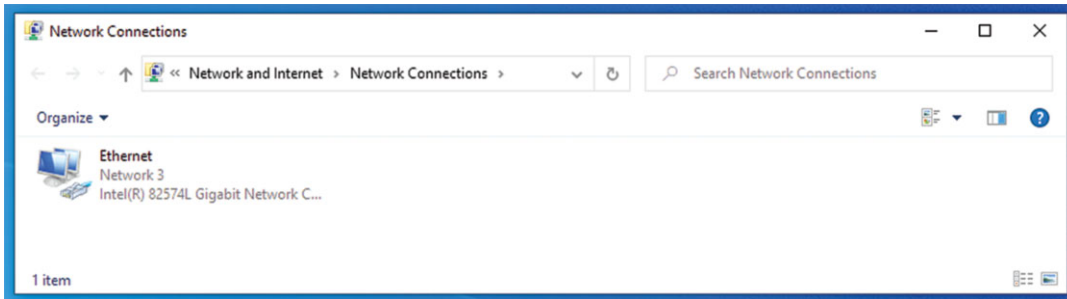 Network Connections
« Network and Internet > Network Connections >
Search Network Connections
Organize
Ethernet
Network 3
Intel(R) 82574L Gigabit Network C...
1 item